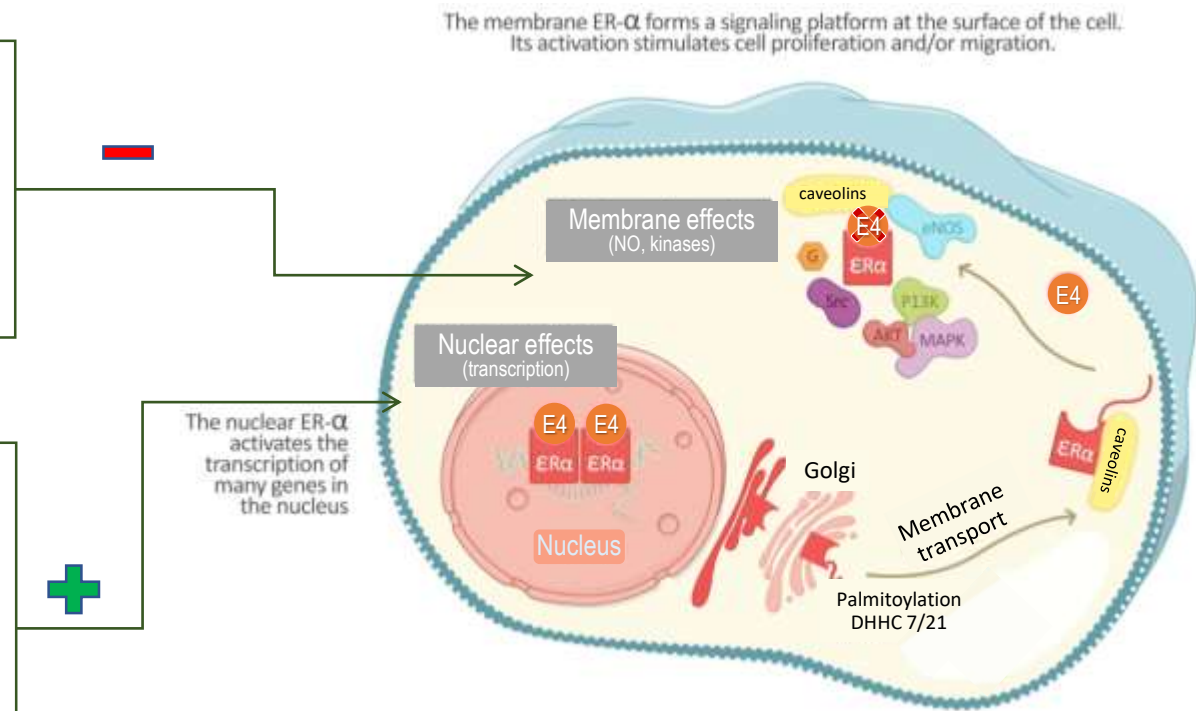 The membrane ER-α forms a signaling platform at the surface of the cell.
Its activation stimulates cell proliferation and/or migration.
caveolins
E4
eNOS
Membrane effects
(NO, kinases)
G
ERα
E4
Src
P13K
AKT
MAPK
Nuclear effects
(transcription)
The nuclear ER-α
activates the
transcription of
many genes in
the nucleus
E4 E4
ERα ERα
Nucleus
Golgi
ERα
caveolins
Membrane
transport
Palmitoylation
DHHC 7/21